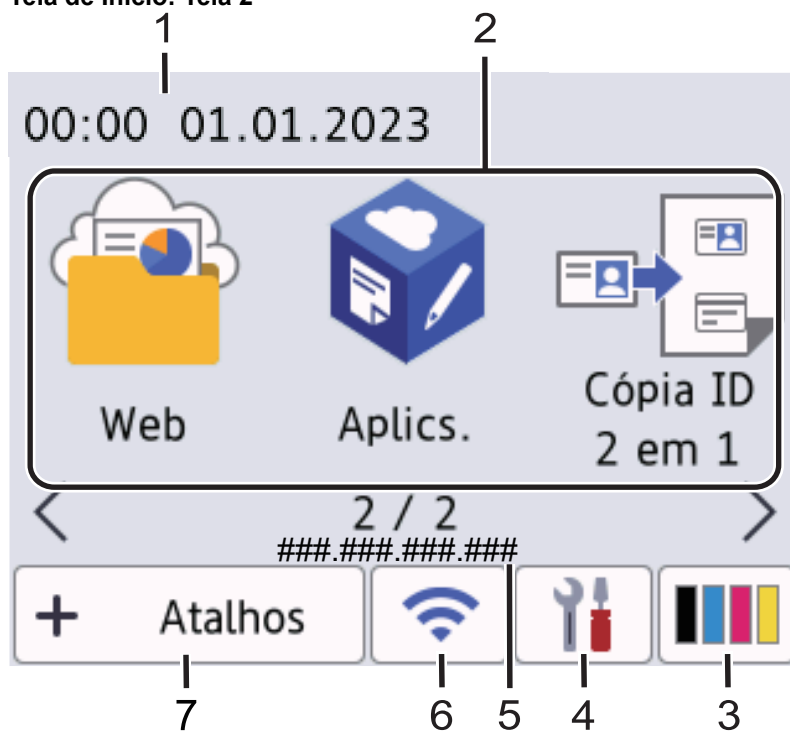 Tela de Início: Tela 2
1 2
00:00 01.01.2023
Web
Aplics.
Cópia ID
2 em 1
< 2 / 2 >
###.###.###.###
+ Atalhos
7 6 5 4 3